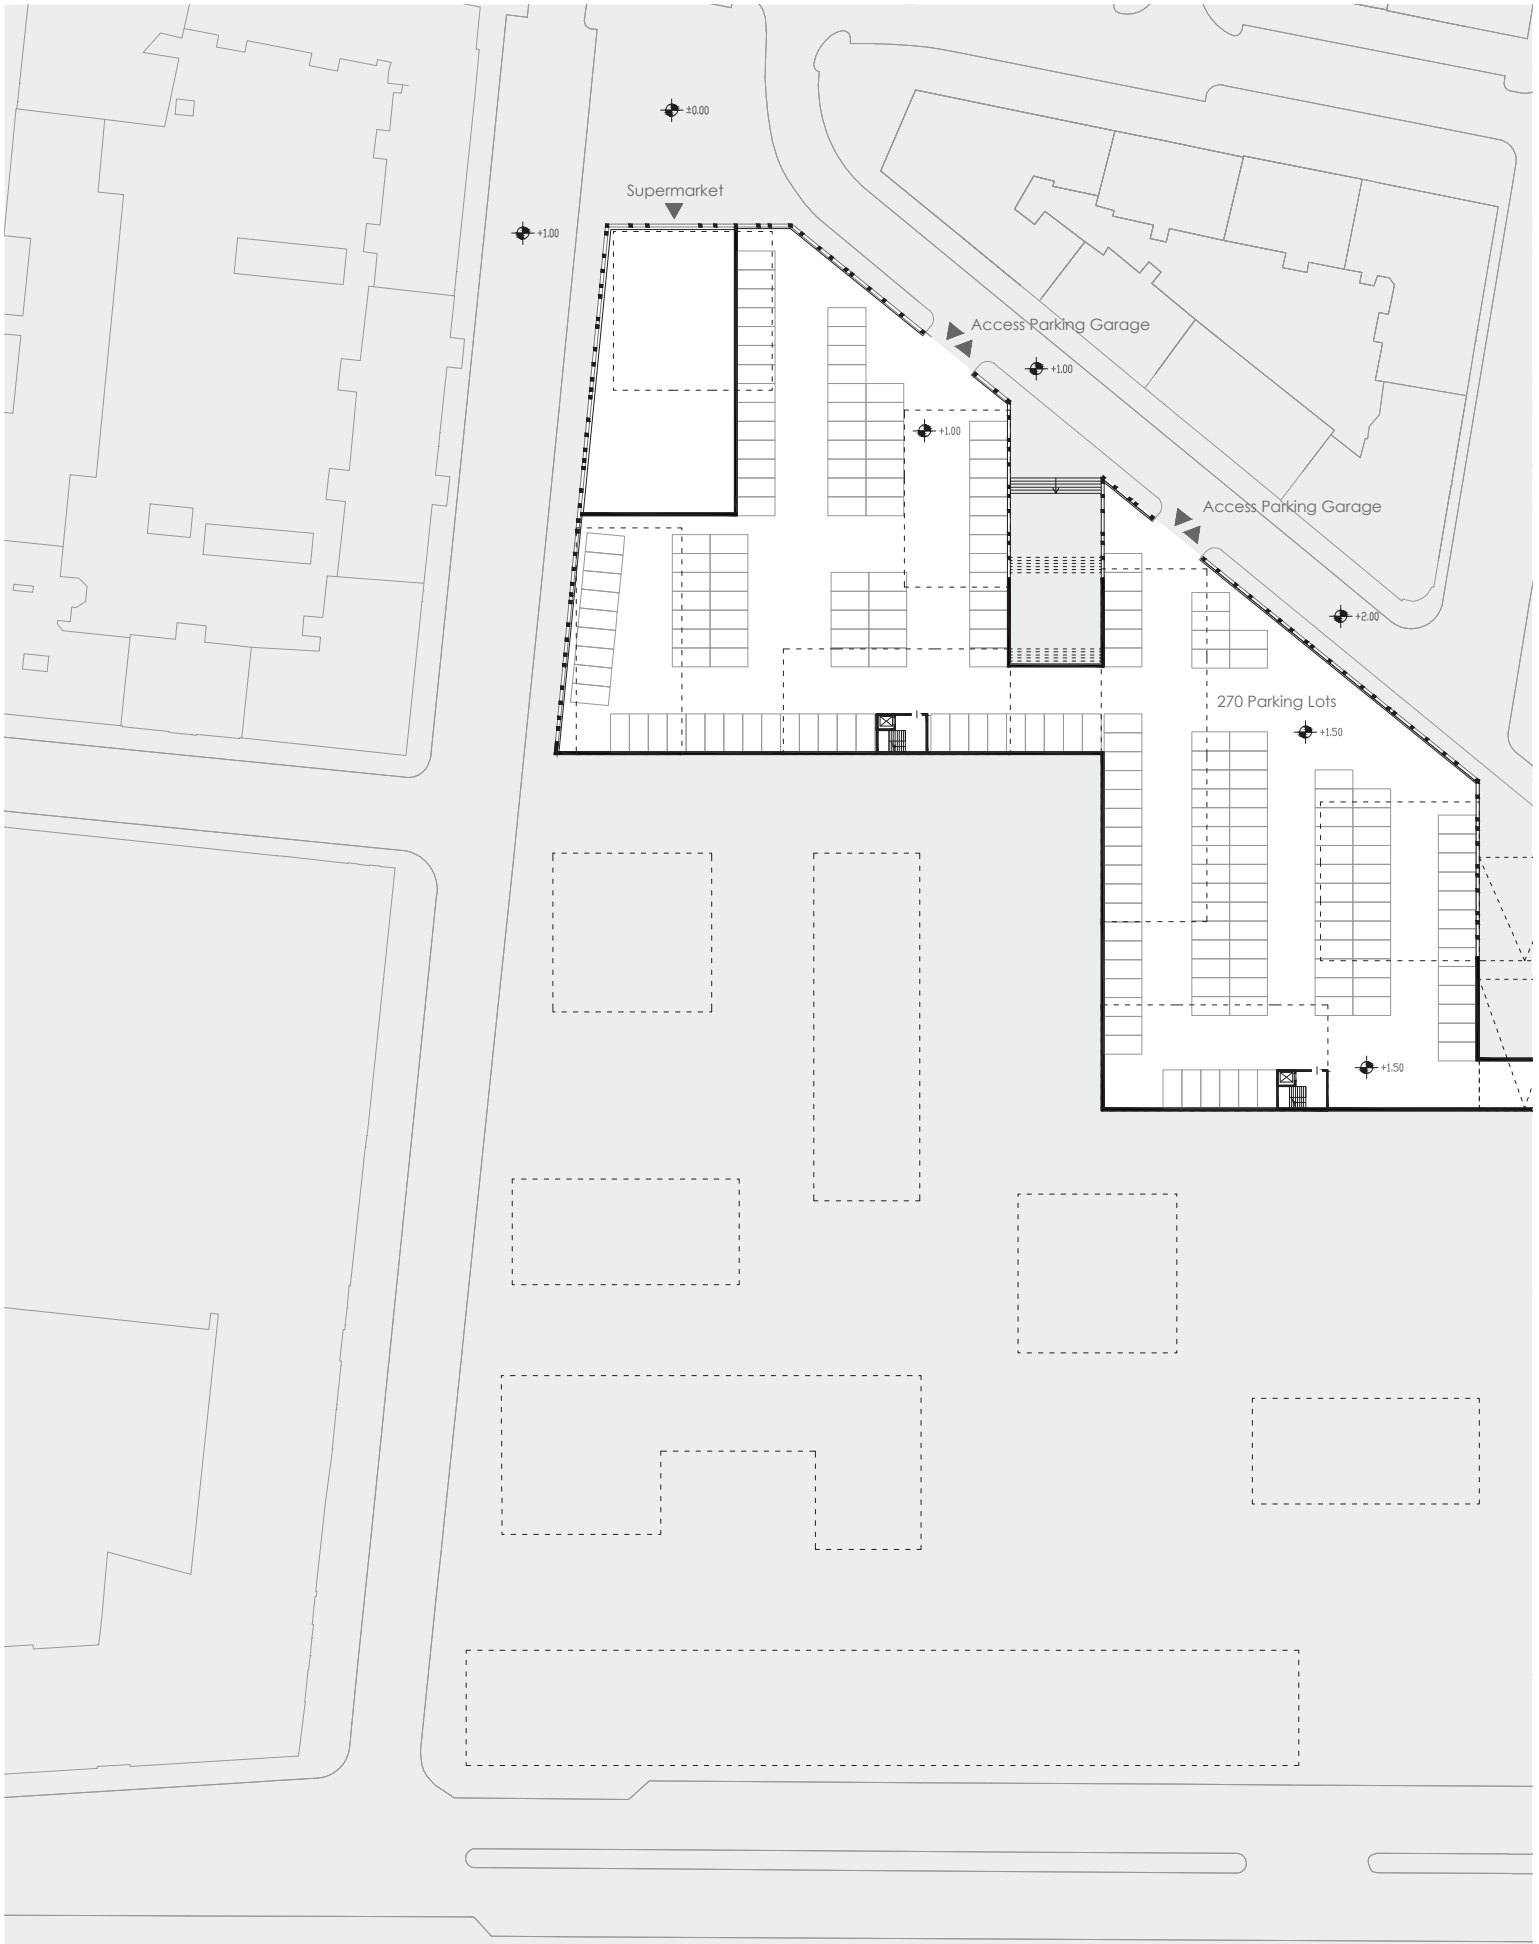 ±0.00
Supermarket
+1.00
Access Parking Garage
+1.00
+1.00
Access Parking Garage
+2.00
270 Parking Lots
+1.50
+1.50